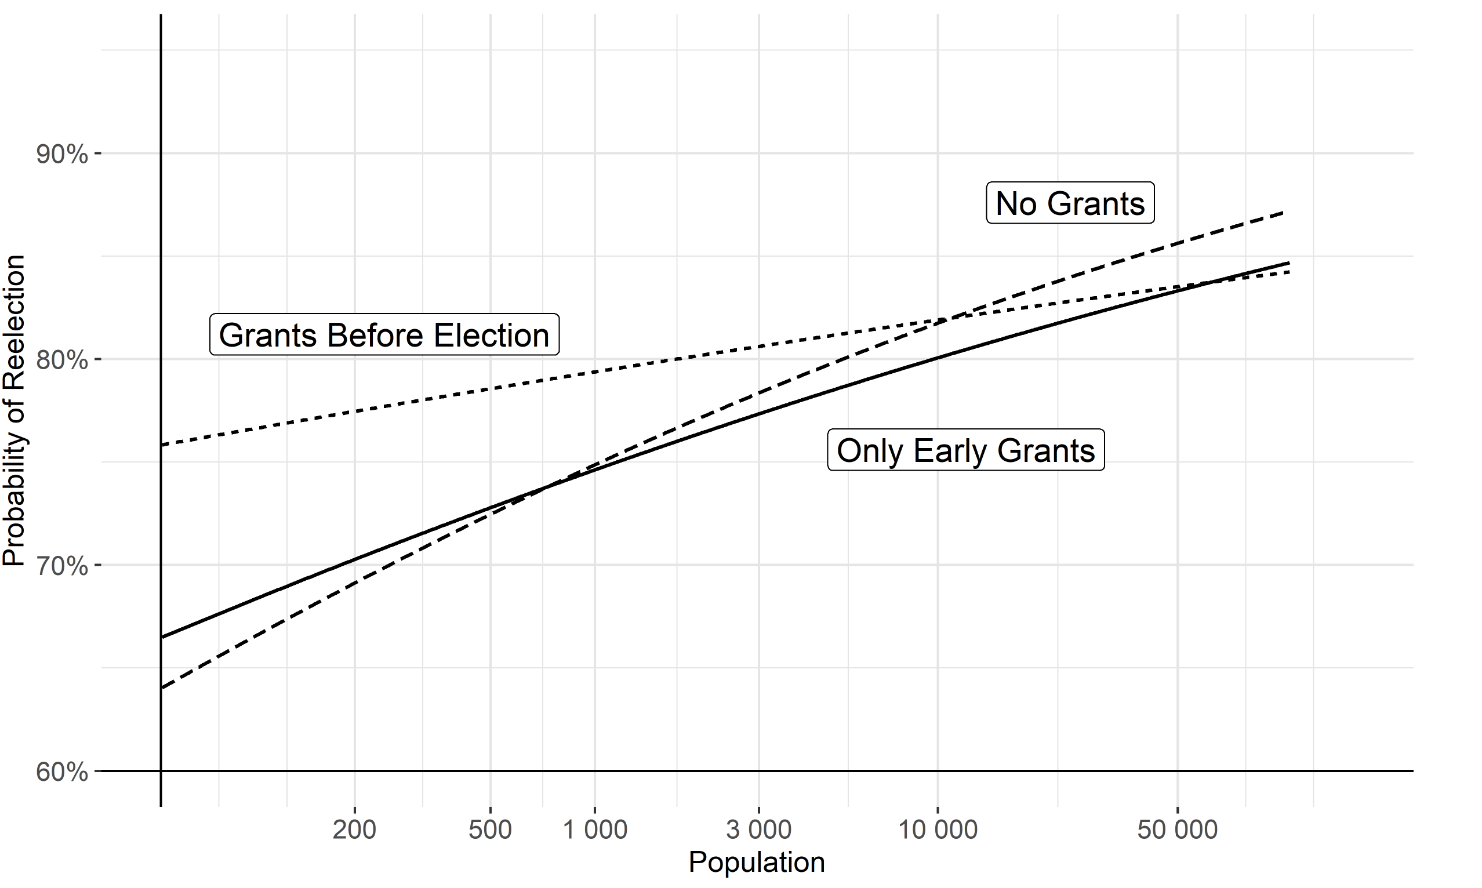 90%
80%
70%
60%
Probability of Reelection
No Grants
Grants Before Election
Only Early Grants
200 500 1 000 3 000 10 000 50 000
Population